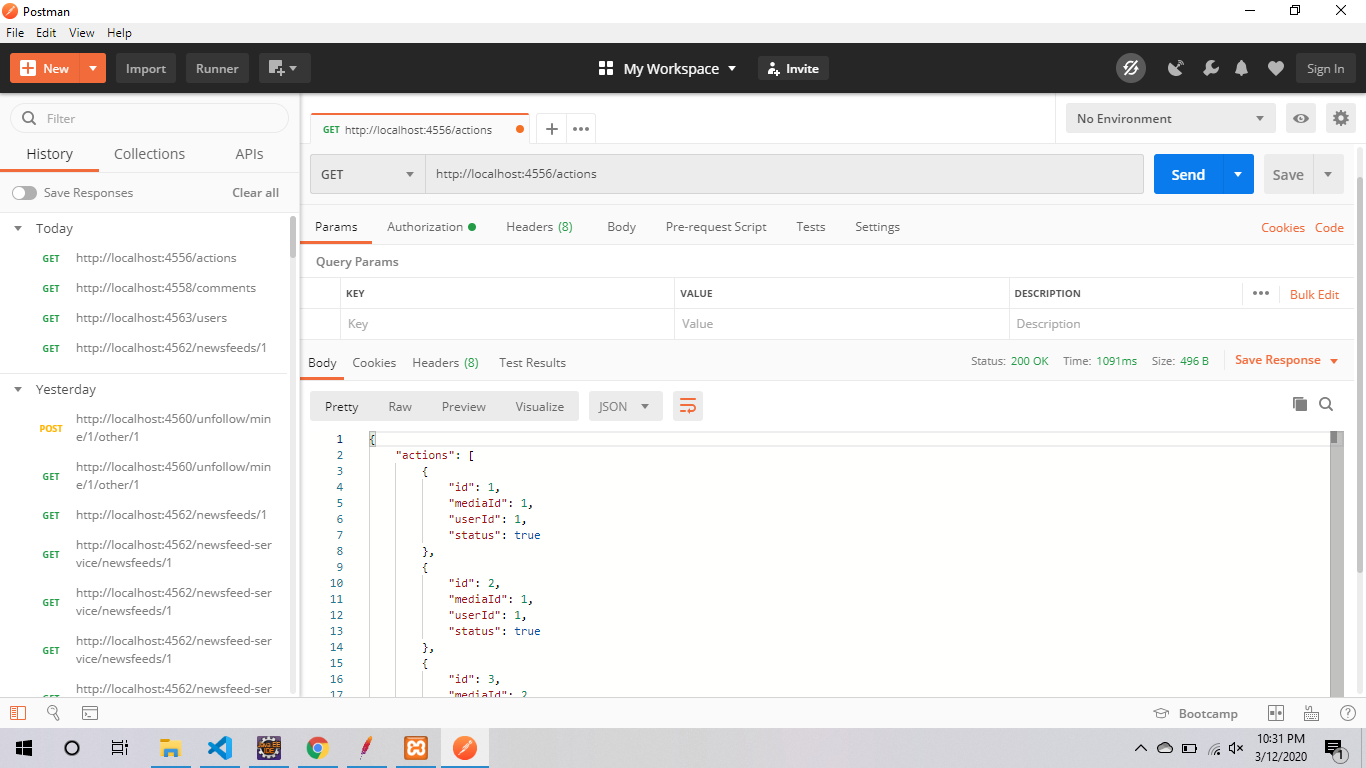 Postman
File Edit View Help
New Import Runner My Workspace Invite Sign In
Filter
History Collections APIs
Save Responses Clear all
Today
GET http://localhost:4556/actions
GET http://localhost:4558/comments
GET http://localhost:4563/users
GET http://localhost:4562/newsfeeds/1
Yesterday
POST http://localhost:4560/unfollow/min
e/1/other/1
GET http://localhost:4560/unfollow/min
e/1/other/1
GET http://localhost:4562/newsfeeds/1
GET http://localhost:4562/newsfeed-ser
vice/newsfeeds/1
GET http://localhost:4562/newsfeed-ser
vice/newsfeeds/1
GET http://localhost:4562/newsfeed-ser
vice/newsfeeds/1
GET http://localhost:4562/newsfeed-ser
GET http://localhost:4556/actions
No Environment
GET http://localhost:4556/actions Send Save
Params Authorization Headers (8) Body Pre-request Script Tests Settings Cookies Code
Query Params
KEY VALUE DESCRIPTION Bulk Edit
Key Value Description
Body Cookies Headers (8) Test Results Status: 200 OK Time: 1091ms Size: 496 B Save Response
Pretty Raw Preview Visualize JSON
1 {
2 "actions": [
3 {
4 "id": 1,
5 "mediaId": 1,
6 "userId": 1,
7 "status": true
8 },
9 {
10 "id": 2,
11 "mediaId": 1,
12 "userId": 1,
13 "status": true
14 },
15 {
16 "id": 3,
17 "mediaId": 2
Bootcamp
10:31 PM
3/12/2020
1